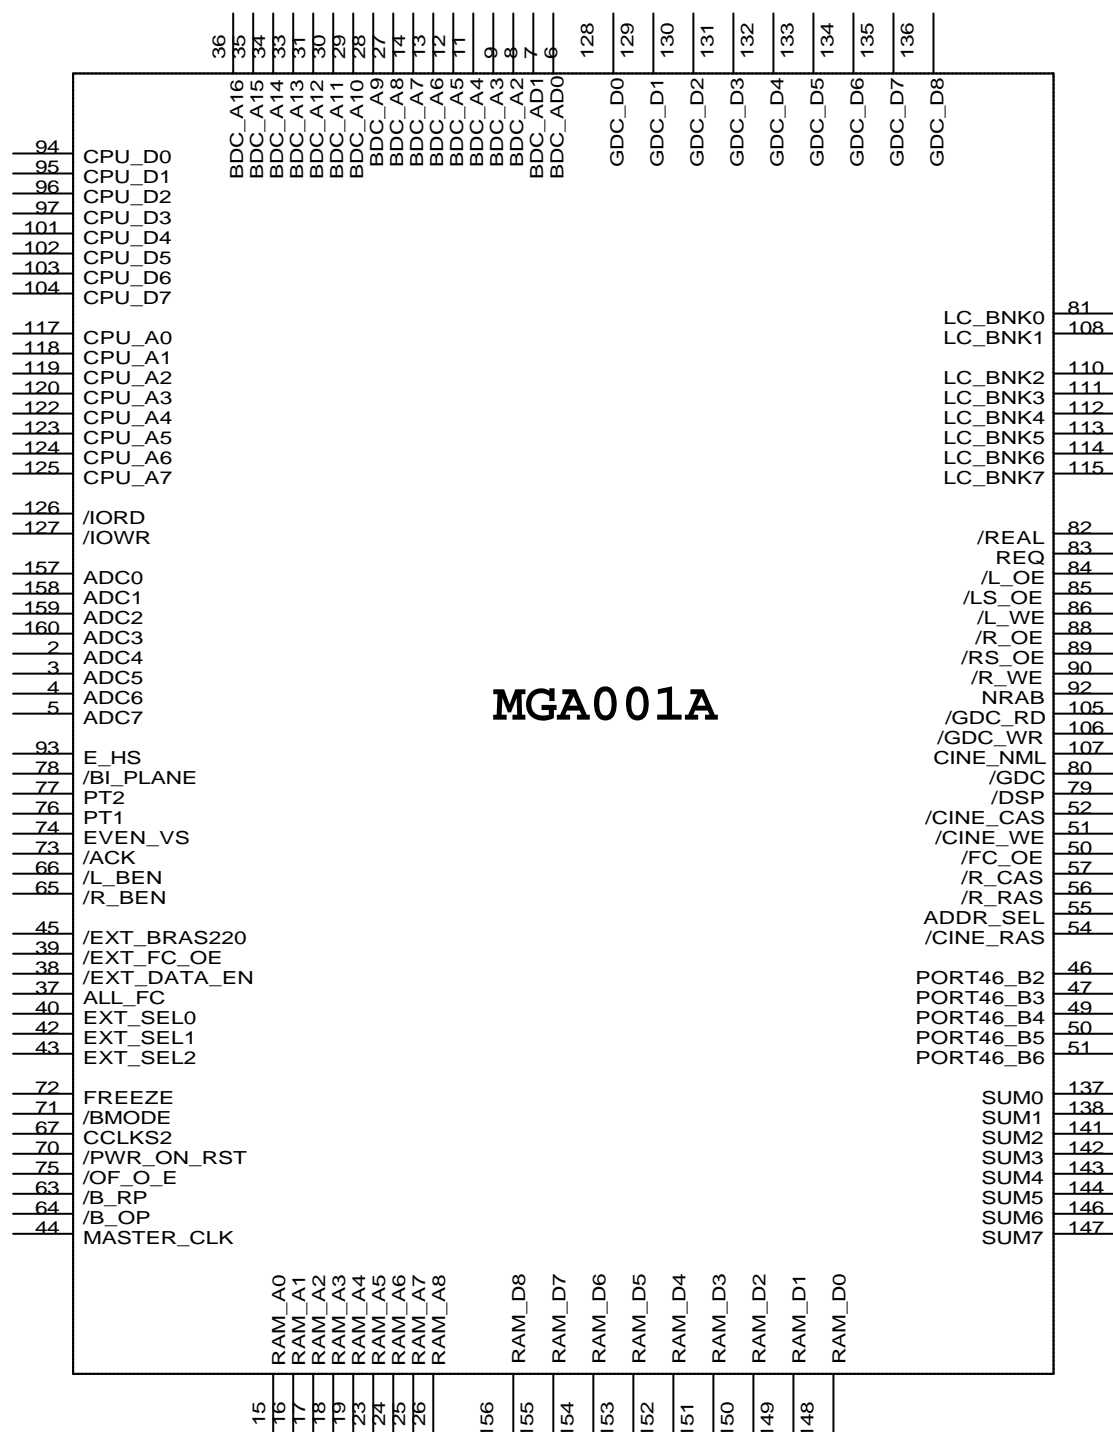 36 35 34 33 31 30 29 28 27 14 13 12 11 9 8 7 6 128 129 130 131 132 133 134 135 136
BDC_A16 BDC_A15 BDC_A14 BDC_A13 BDC_A12 BDC_A11 BDC_A10 BDC_A9 BDC_A8 BDC_A7 BDC_A6 BDC_A5 BDC_A4 BDC_A3 BDC_A2 BDC_AD1 BDC_AD0 GDC_D0 GDC_D1 GDC_D2 GDC_D3 GDC_D4 GDC_D5 GDC_D6 GDC_D7 GDC_D8
94 CPU_D0
95 CPU_D1
96 CPU_D2
97 CPU_D3
101 CPU_D4
102 CPU_D5
103 CPU_D6
104 CPU_D7
LC_BNK0 81
117 CPU_A0 LC_BNK1 108
118 CPU_A1
119 CPU_A2 LC_BNK2 110
120 CPU_A3 LC_BNK3 111
122 CPU_A4 LC_BNK4 112
123 CPU_A5 LC_BNK5 113
124 CPU_A6 LC_BNK6 114
125 CPU_A7 LC_BNK7 115
126 /IORD
127 /IOWR /REAL 82
REQ 83
157 ADC0 /L_OE 84
158 ADC1 /LS_OE 85
159 ADC2 /L_WE 86
160 ADC3 /R_OE 88
2 ADC4 /RS_OE 89
3 ADC5 /R_WE 90
4 ADC6 NRAB 92
MGA001A
5 ADC7 /GDC_RD 105
/GDC_WR 106
93 E_HS CINE_NML 107
78 /BI_PLANE /GDC 80
77 PT2 /DSP 79
76 PT1 /CINE_CAS 52
74 EVEN_VS /CINE_WE 51
73 /ACK /FC_OE 50
66 /L_BEN /R_CAS 57
65 /R_BEN /R_RAS 56
ADDR_SEL 55
45 /EXT_BRAS220 /CINE_RAS 54
39 /EXT_FC_OE
38 /EXT_DATA_EN PORT46_B2 46
37 ALL_FC PORT46_B3 47
40 EXT_SEL0 PORT46_B4 49
42 EXT_SEL1 PORT46_B5 50
43 EXT_SEL2 PORT46_B6 51
72 FREEZE SUM0 137
71 /BMODE SUM1 138
67 CCLKS2 SUM2 141
70 /PWR_ON_RST SUM3 142
75 /OF_O_E SUM4 143
63 /B_RP SUM5 144
64 /B_OP SUM6 146
44 MASTER_CLK SUM7 147
RAM_A0 RAM_A1 RAM_A2 RAM_A3 RAM_A4 RAM_A5 RAM_A6 RAM_A7 RAM_A8 RAM_D8 RAM_D7 RAM_D6 RAM_D5 RAM_D4 RAM_D3 RAM_D2 RAM_D1 RAM_D0
15 16 17 18 19 23 24 25 26 156 155 154 153 152 151 150 149 148